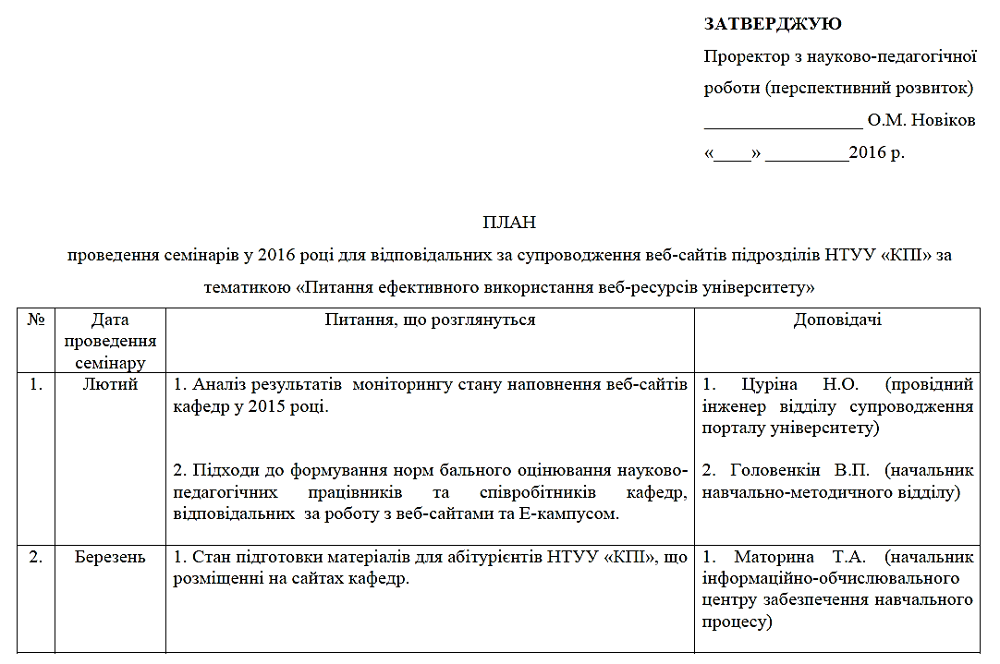 ЗАТВЕРДЖУЮ
Проректор з науково-педагогічної
роботи (перспективний розвиток)
_________________ О.М. Новіков
«____» _________2016 р.
ПЛАН
проведення семінарів у 2016 році для відповідальних за супроводження веб-сайтів підрозділів НТУУ «КПІ» за
тематикою «Питання ефективного використання веб-ресурсів університету»
№
Дата
проведення
семінару
Питання, що розглянуться
Доповідачі
1.
Лютий
1. Аналіз результатів моніторингу стану наповнення веб-сайтів
кафедр у 2015 році.
2. Підходи до формування норм бального оцінювання науково-
педагогічних працівників та співробітників кафедр,
відповідальних за роботу з веб-сайтами та Е-кампусом.
1. Цуріна Н.О. (провідний
інженер відділу супроводження
порталу університету)
2. Головенкін В.П. (начальник
навчально-методичного відділу)
2.
Березень
1. Стан підготовки матеріалів для абітурієнтів НТУУ «КПІ», що
розміщенні на сайтах кафедр.
1. Маторина Т.А. (начальник
інформаційно-обчислювального
центру забезпечення навчального
процесу)